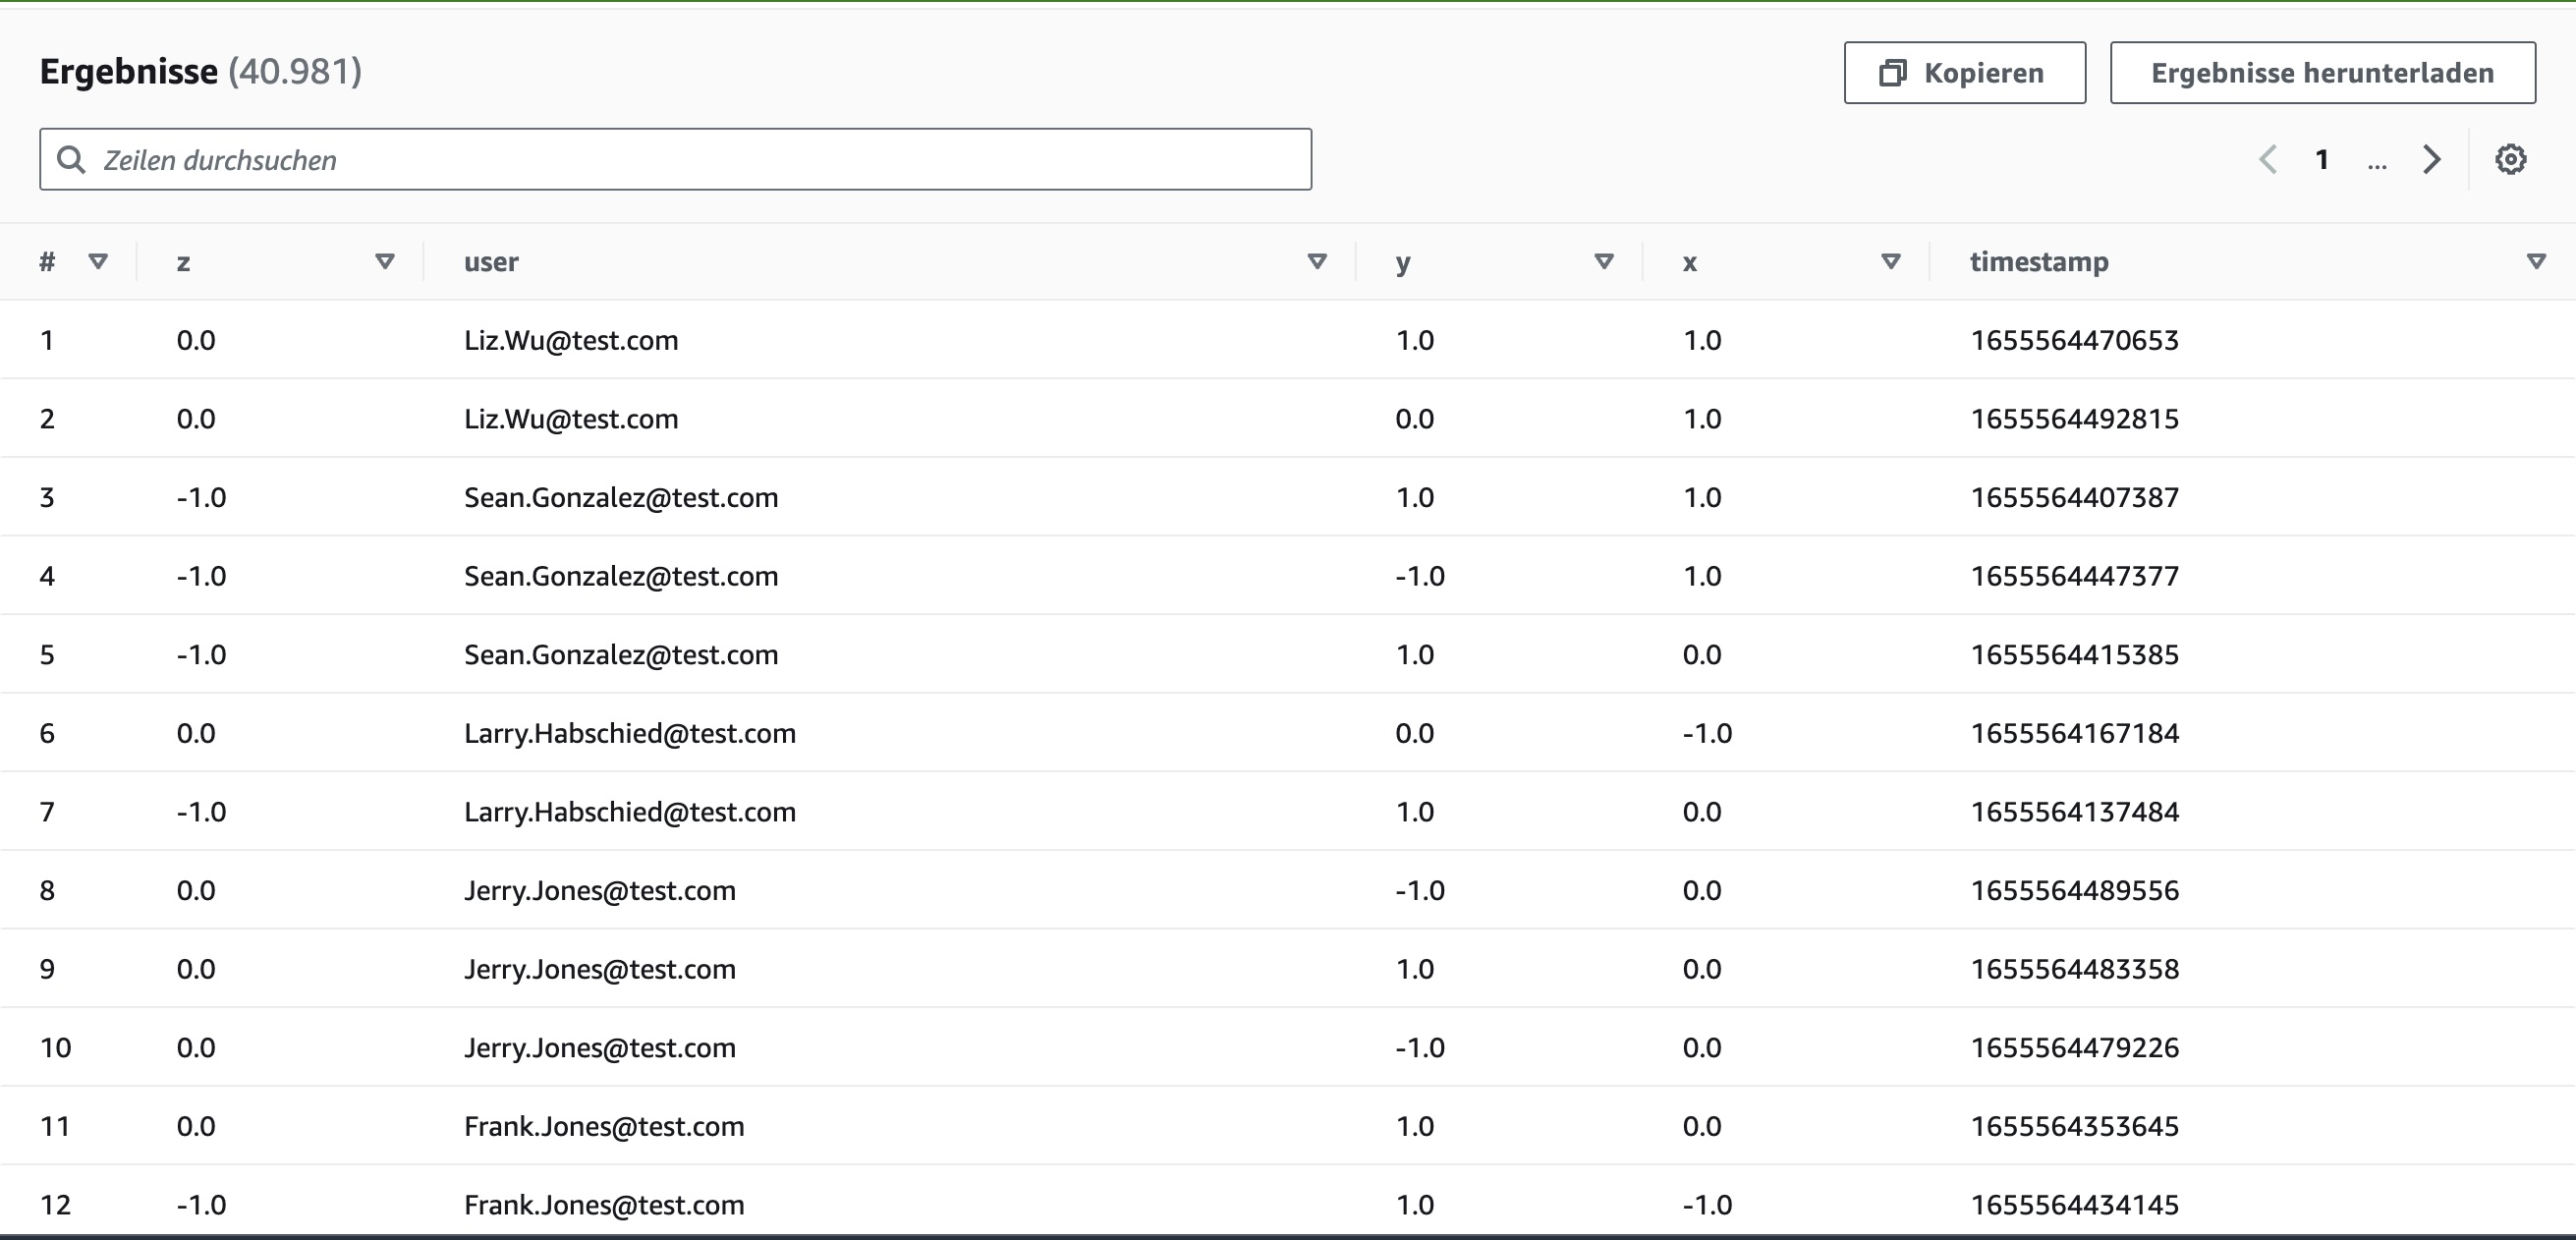 Ergebnisse (40.981) Kopieren Ergebnisse herunterladen
Zeilen durchsuchen 1 ...
# z user y x timestamp
1 0.0 Liz.Wu@test.com 1.0 1.0 1655564470653
2 0.0 Liz.Wu@test.com 0.0 1.0 1655564492815
3 -1.0 Sean.Gonzalez@test.com 1.0 1.0 1655564407387
4 -1.0 Sean.Gonzalez@test.com -1.0 1.0 1655564447377
5 -1.0 Sean.Gonzalez@test.com 1.0 0.0 1655564415385
6 0.0 Larry.Habschied@test.com 0.0 -1.0 1655564167184
7 -1.0 Larry.Habschied@test.com 1.0 0.0 1655564137484
8 0.0 Jerry.Jones@test.com -1.0 0.0 1655564489556
9 0.0 Jerry.Jones@test.com 1.0 0.0 1655564483358
10 0.0 Jerry.Jones@test.com -1.0 0.0 1655564479226
11 0.0 Frank.Jones@test.com 1.0 0.0 1655564353645
12 -1.0 Frank.Jones@test.com 1.0 -1.0 1655564434145